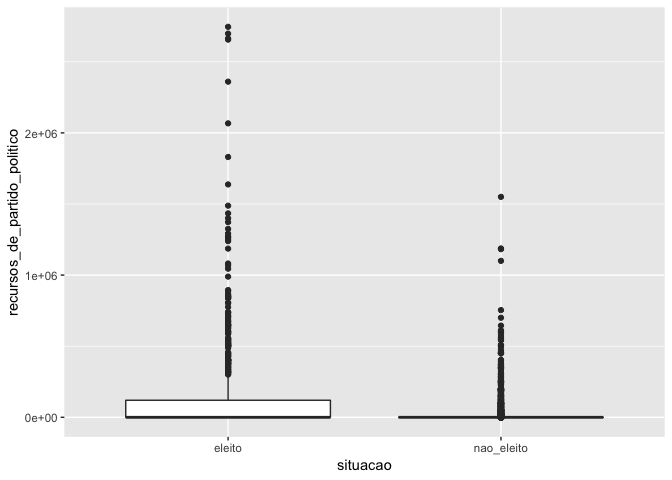 recursos_de_partido_politico
2e+06
1e+06
0e+00
eleito
nao_eleito
situacao